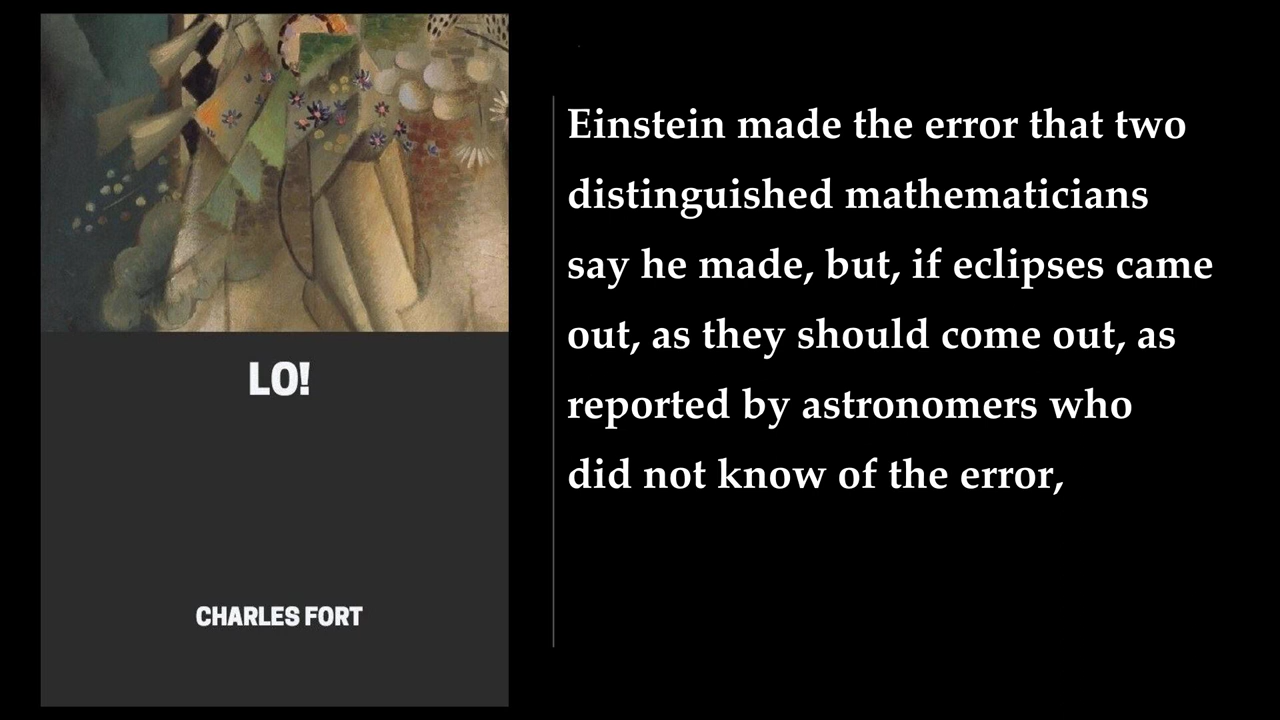 LO!
CHARLES FORT
Einstein made the error that two
distinguished mathematicians
say he made, but, if eclipses came
out, as they should come out, as
reported by astronomers who
did not know of the error,